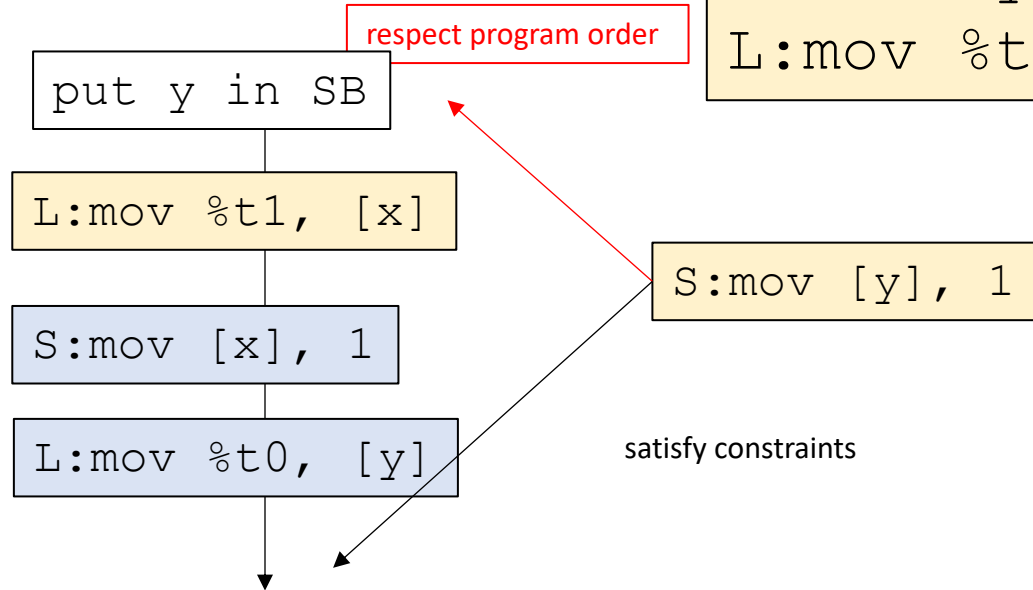 respect program order
L:mov %t
put y in SB
L:mov %t1, [x]
S:mov [y], 1
S:mov [x], 1
L:mov %t0, [y]
satisfy constraints